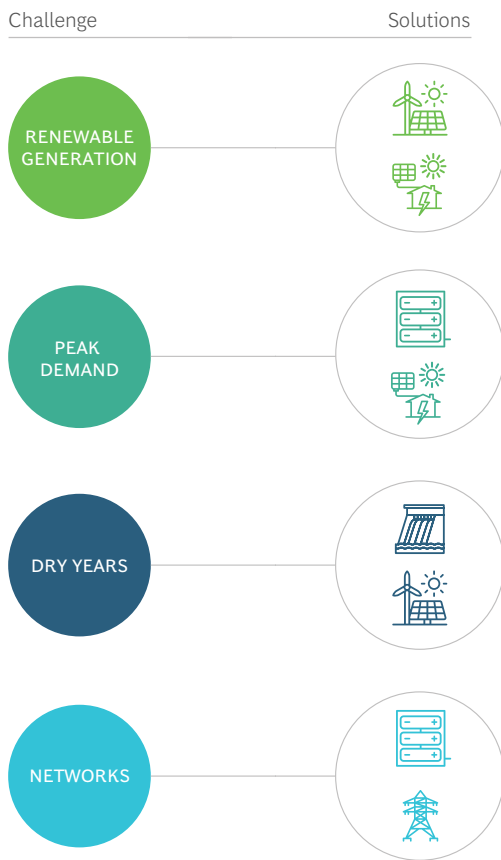 Challenge
Solutions
RENEWABLE
GENERATION
PEAK
DEMAND
DRY YEARS
NETWORKS